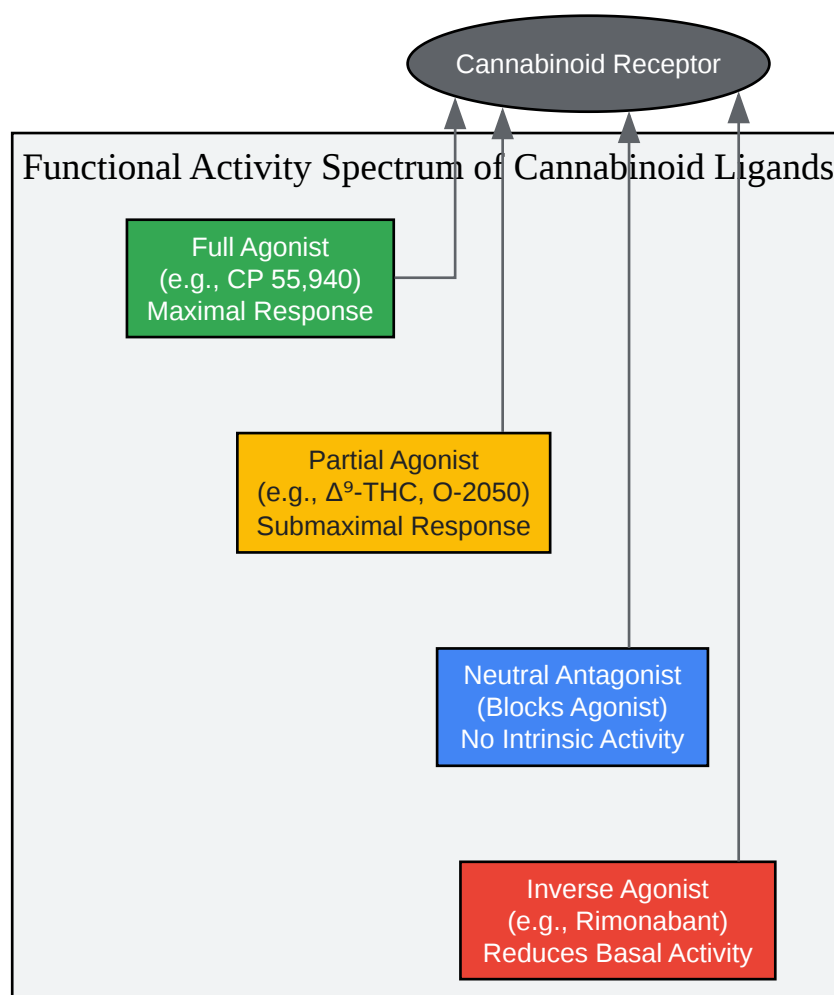 Cannabinoid Receptor
Functional Activity Spectrum of Cannabinoid Ligands
Full Agonist
(e.g., CP 55,940)
Maximal Response
Partial Agonist
(e.g., Δ⁹-THC, O-2050)
Submaximal Response
Neutral Antagonist
(Blocks Agonist)
No Intrinsic Activity
Inverse Agonist
(e.g., Rimonabant)
Reduces Basal Activity